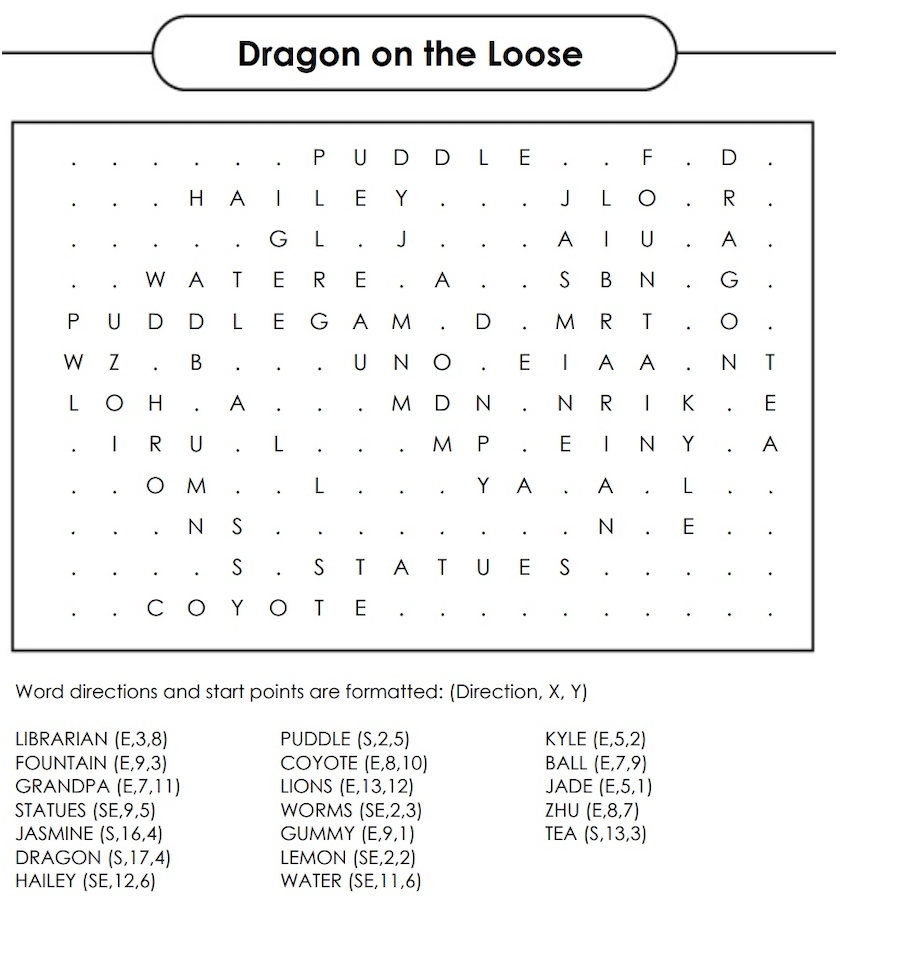 Dragon on the Loose
. . . . . . P U D D L E . . F . D .
. . . H A I L E Y . . . J L O . R .
. . . . . G L . J . . . A I U . A .
. . W A T E R E . A . . S B N . G .
P U D D L E G A M . D . M R T . O .
W Z . B . . . U N O . E I A A . N T
L O H . A . . . M D N . N R I K . E
. I R U . L . . . M P . E I N Y . A
. . O M . . L . . . Y A . A . L . .
. . . N S . . . . . . . . N . E . .
. . . . S . S T A T U E S . . . . .
. . C O Y O T E . . . . . . . . . .
Word directions and start points are formatted: (Direction, X, Y)
LIBRARIAN (E,3,8)
FOUNTAIN (E,9,3)
GRANDPA (E,7,11)
STATUES (SE,9,5)
JASMINE (S,16,4)
DRAGON (S,17,4)
HAILEY (SE,12,6)
PUDDLE (S,2,5)
COYOTE (E,8,10)
LIONS (E,13,12)
WORMS (SE,2,3)
GUMMY (E,9,1)
LEMON (SE,2,2)
WATER (SE,11,6)
KYLE (E,5,2)
BALL (E,7,9)
JADE (E,5,1)
ZHU (E,8,7)
TEA (S,13,3)